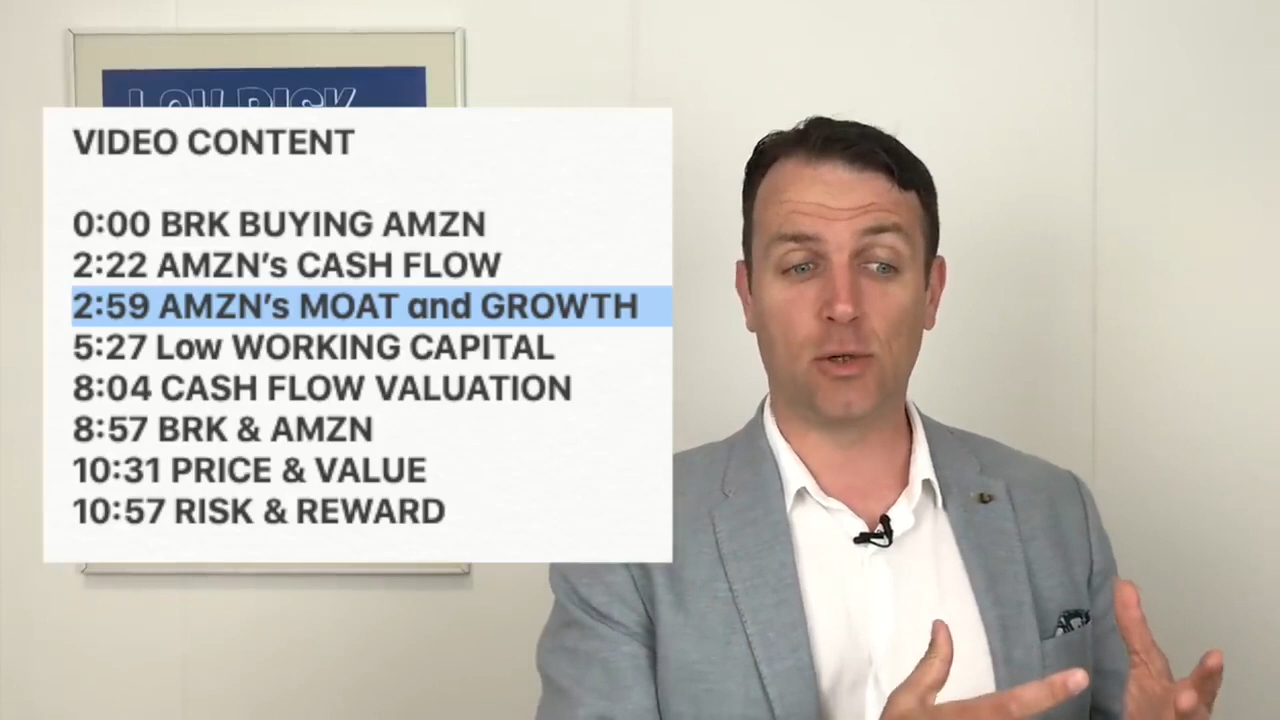 LOW RISK
VIDEO CONTENT
0:00 BRK BUYING AMZN
2:22 AMZN's CASH FLOW
2:59 AMZN's MOAT and GROWTH
5:27 Low WORKING CAPITAL
8:04 CASH FLOW VALUATION
8:57 BRK & AMZN
10:31 PRICE & VALUE
10:57 RISK & REWARD